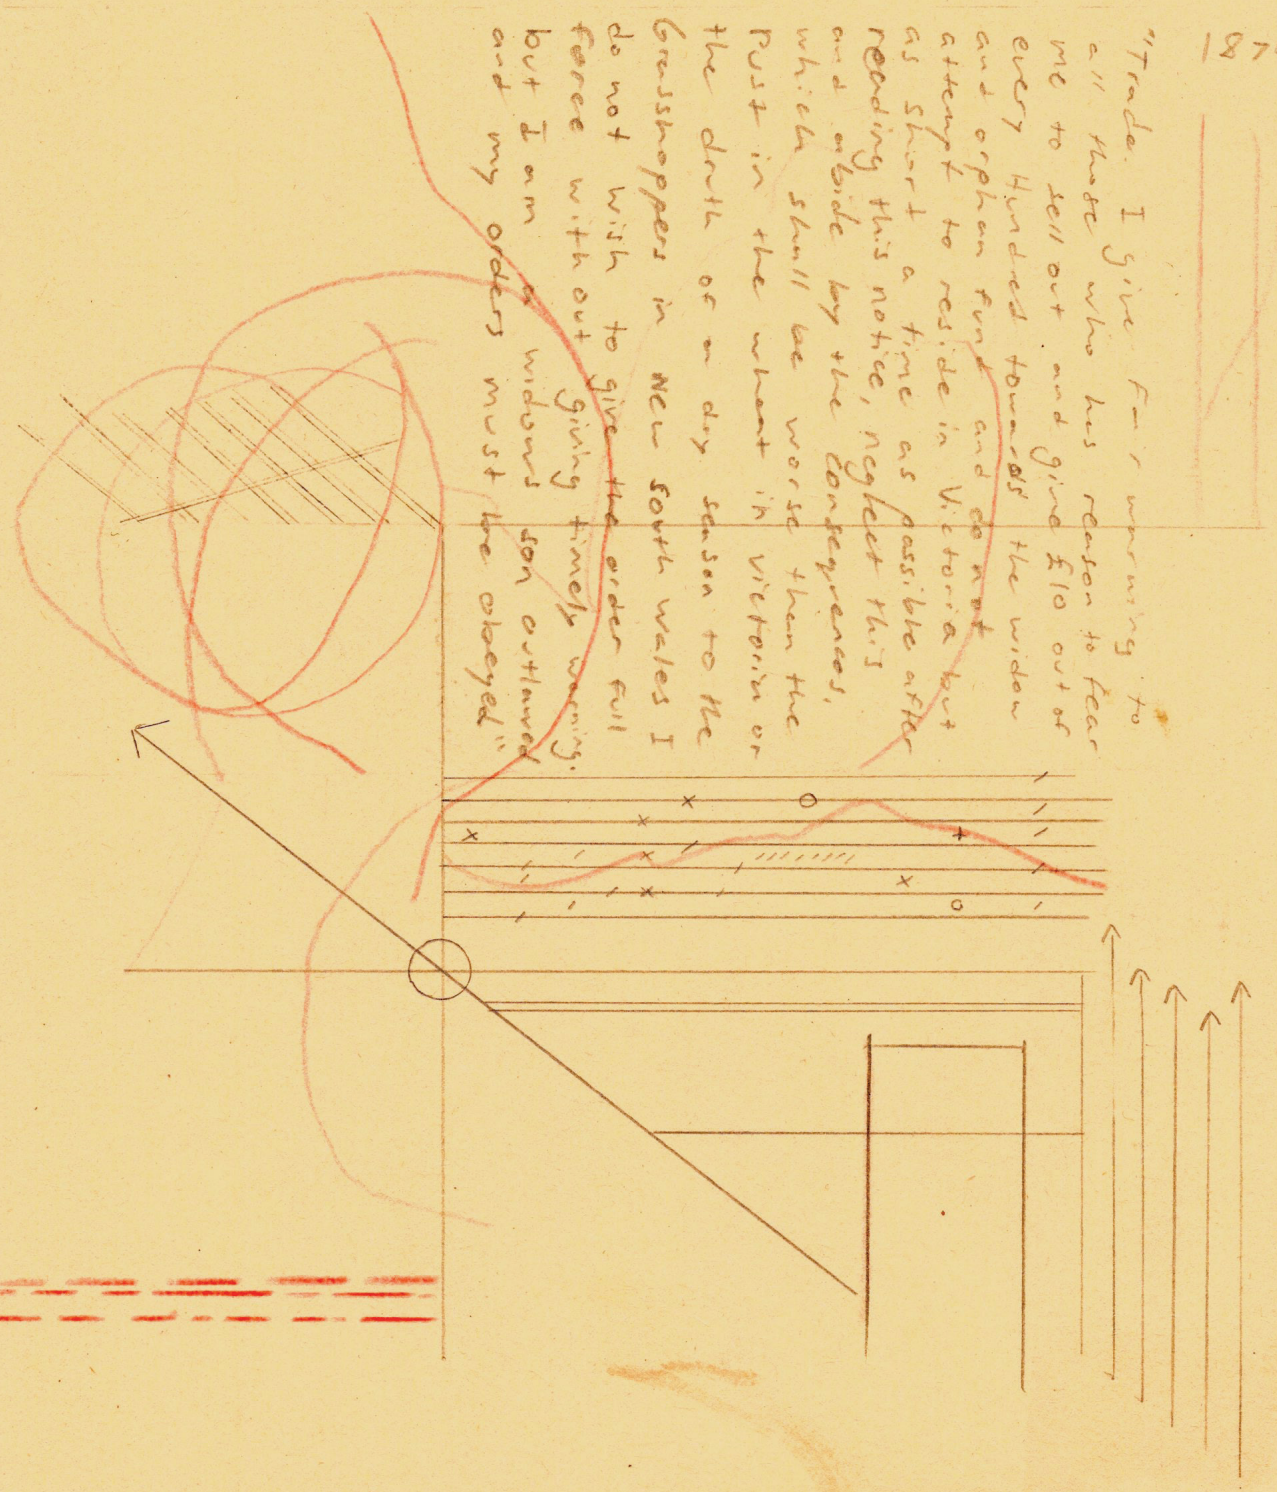 "Trade. I give fair warning to
all those who has reason to fear
me to sell out and give £10 out of
every Hundred towards the widow
and orphan fund and do not
attempt to reside in Victoria but
as short a time as possible after
reading this notice, neglect this
and abide by the consequences,
which shall be worse then the
rust in the wheat in victoria or
the druth of a dry season to the
Grasshoppers in New south wales I
do not wish to give the order full
force without giving timely warning.
but I am a widows son outlawed
and my orders must be obeyed"